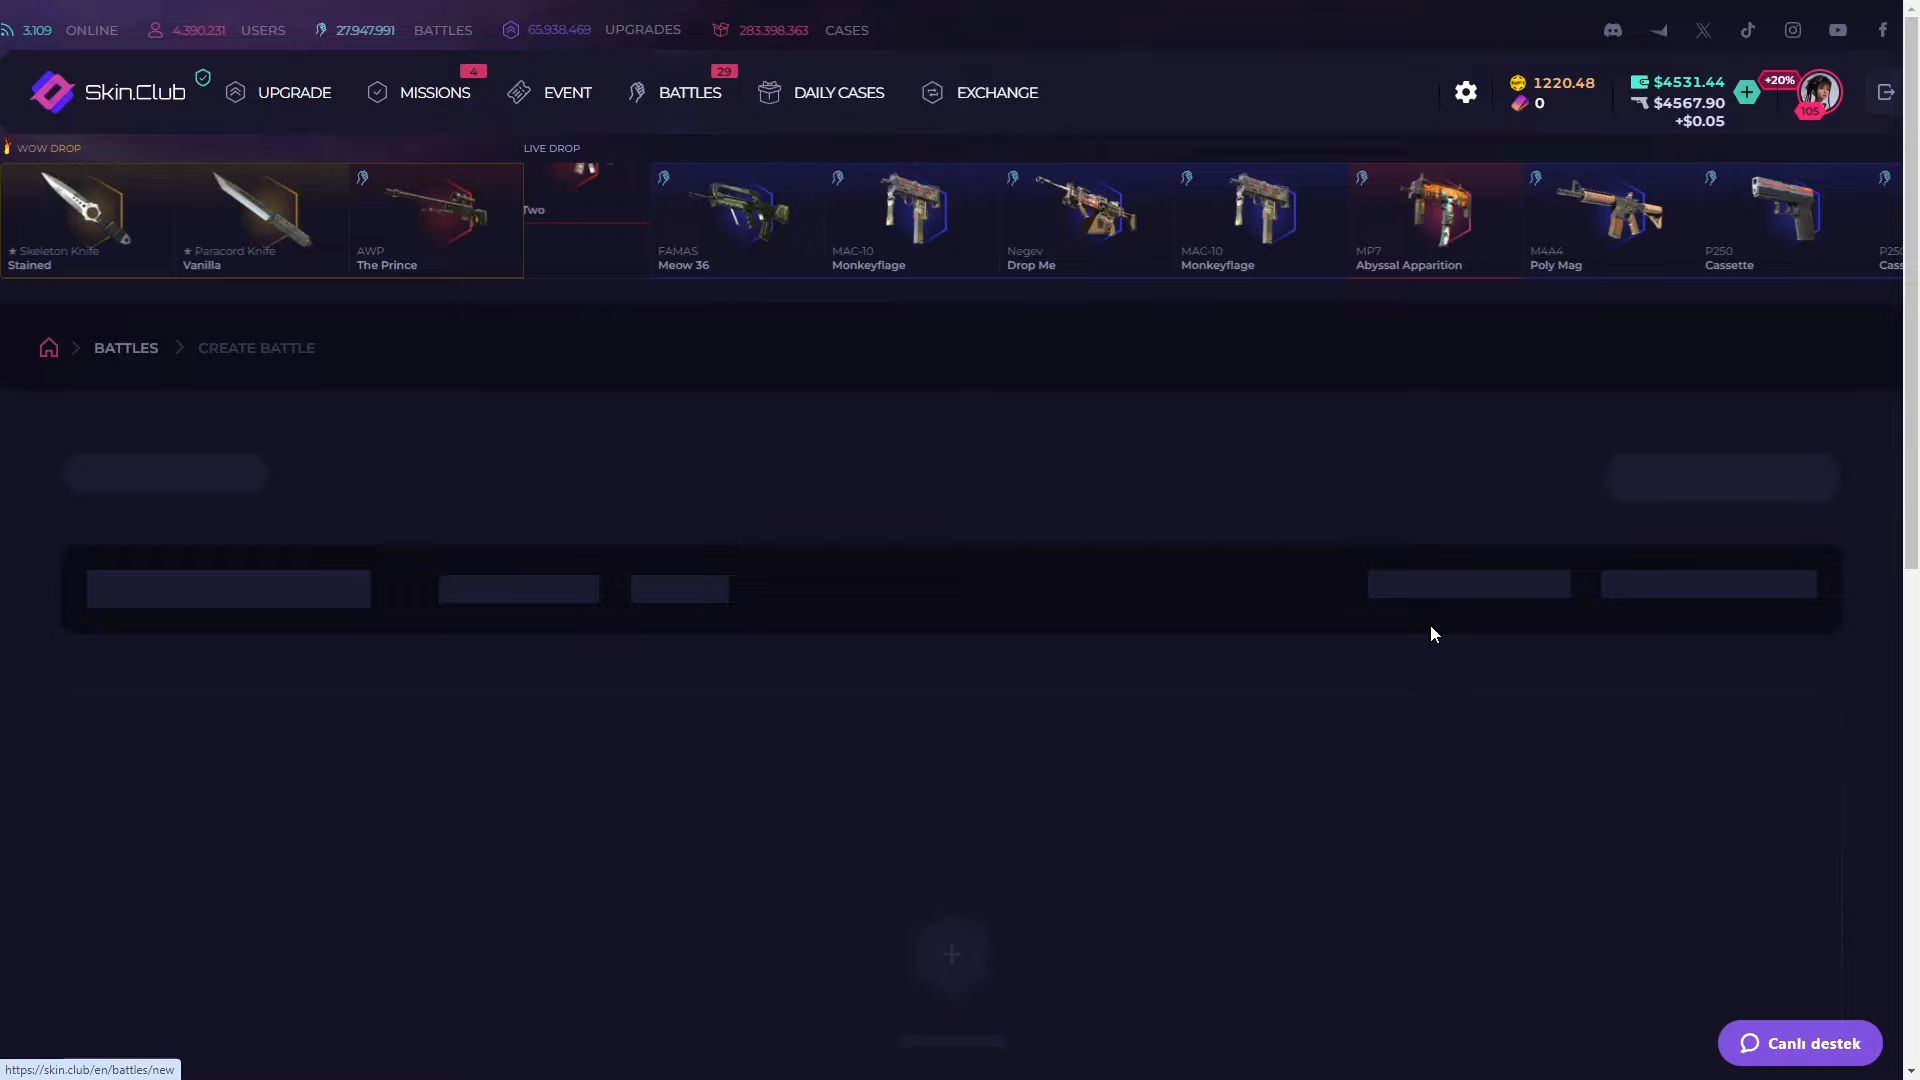 3.109 ONLINE 4.390.231 USERS 27.947.991 BATTLES 65.938.469 UPGRADES 283.398.363 CASES
Skin.Club UPGRADE 4 MISSIONS EVENT 29 BATTLES DAILY CASES EXCHANGE
1220.48 $4531.44 +20%
0 $4567.90 105
+$0.05
WOW DROP LIVE DROP
Two
★ Skeleton Knife ★ Paracord Knife AWP FAMAS MAC-10 Negev MAC-10 MP7 M4A4 P250
Stained Vanilla The Prince Meow 36 Monkeyflage Drop Me Monkeyflage Abyssal Apparition Poly Mag Cassette
BATTLES CREATE BATTLE
Canlı destek
https://skin.club/en/battles/new